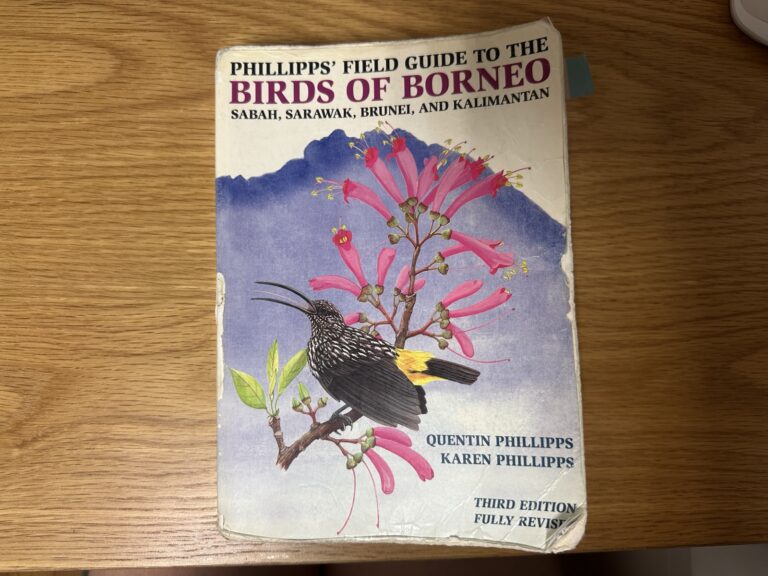 PHILLIPPS' FIELD GUIDE TO THE
BIRDS OF BORNEO
SABAH, SARAWAK, BRUNEI, AND KALIMANTAN
QUENTIN PHILLIPPS
KAREN PHILLIPPS
THIRD EDITION
FULLY REVISED